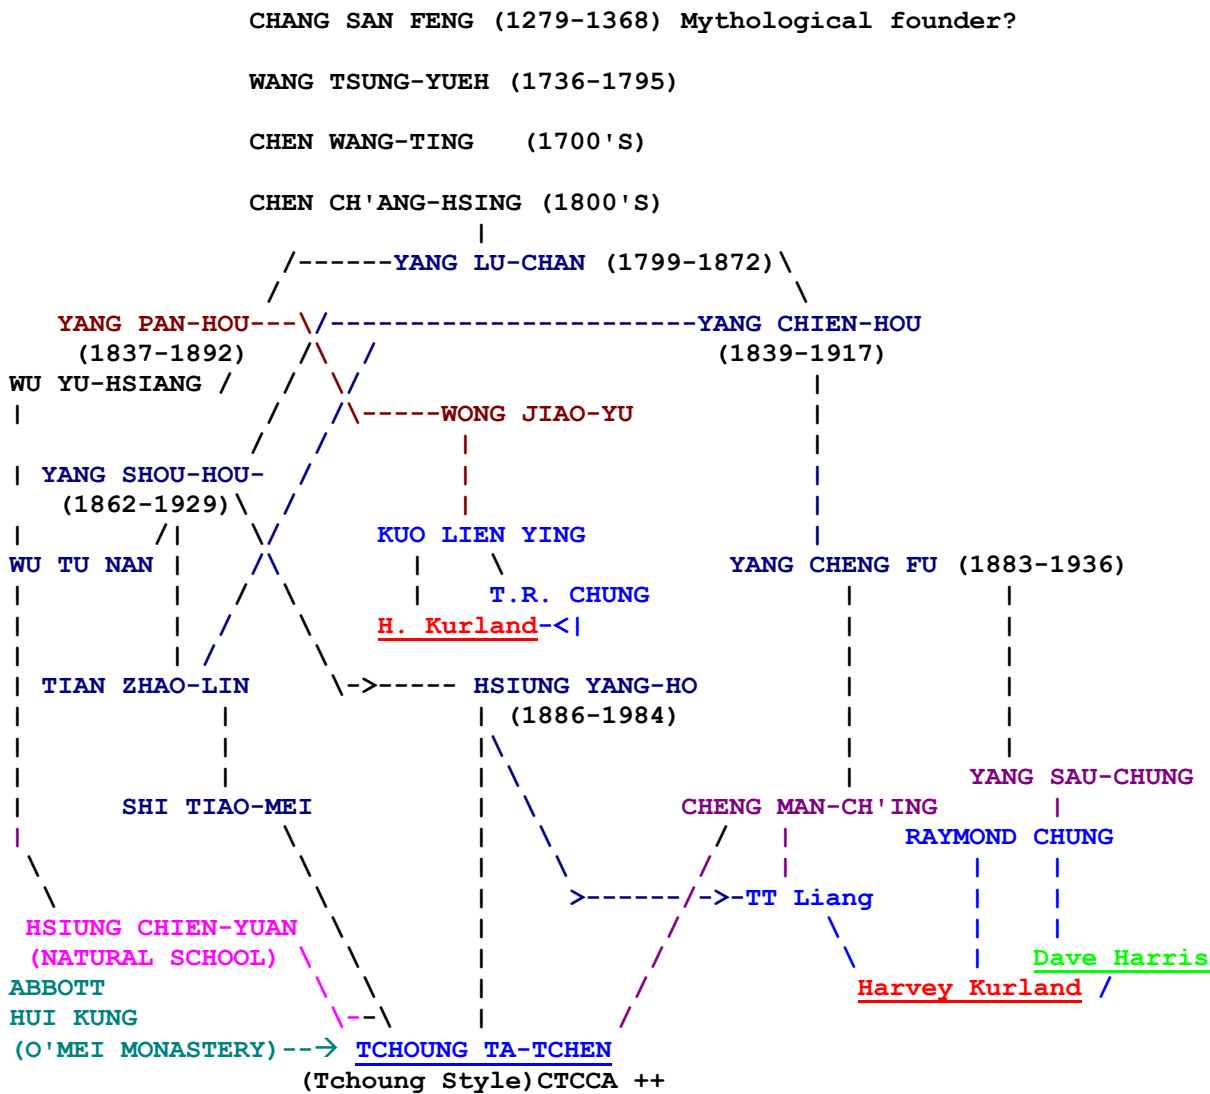 CHANG SAN FENG (1279-1368) Mythological founder?
WANG TSUNG-YUEH (1736-1795)
CHEN WANG-TING (1700'S)
CHEN CH'ANG-HSING (1800'S)
YANG LU-CHAN (1799-1872)
YANG PAN-HOU YANG CHIEN-HOU
(1837-1892) (1839-1917)
WU YU-HSIANG
WONG JIAO-YU
YANG SHOU-HOU-
(1862-1929)
KUO LIEN YING
WU TU NAN YANG CHENG FU (1883-1936)
T.R. CHUNG
H. Kurland-<|
TIAN ZHAO-LIN HSIUNG YANG-HO
(1886-1984)
YANG SAU-CHUNG
SHI TIAO-MEI CHENG MAN-CH'ING
RAYMOND CHUNG
TT Liang
HSIUNG CHIEN-YUAN
(NATURAL SCHOOL) Dave Harris
ABBOTT Harvey Kurland
HUI KUNG
(O'MEI MONASTERY)--→ TCHOUNG TA-TCHEN
(Tchoung Style)CTCCA ++